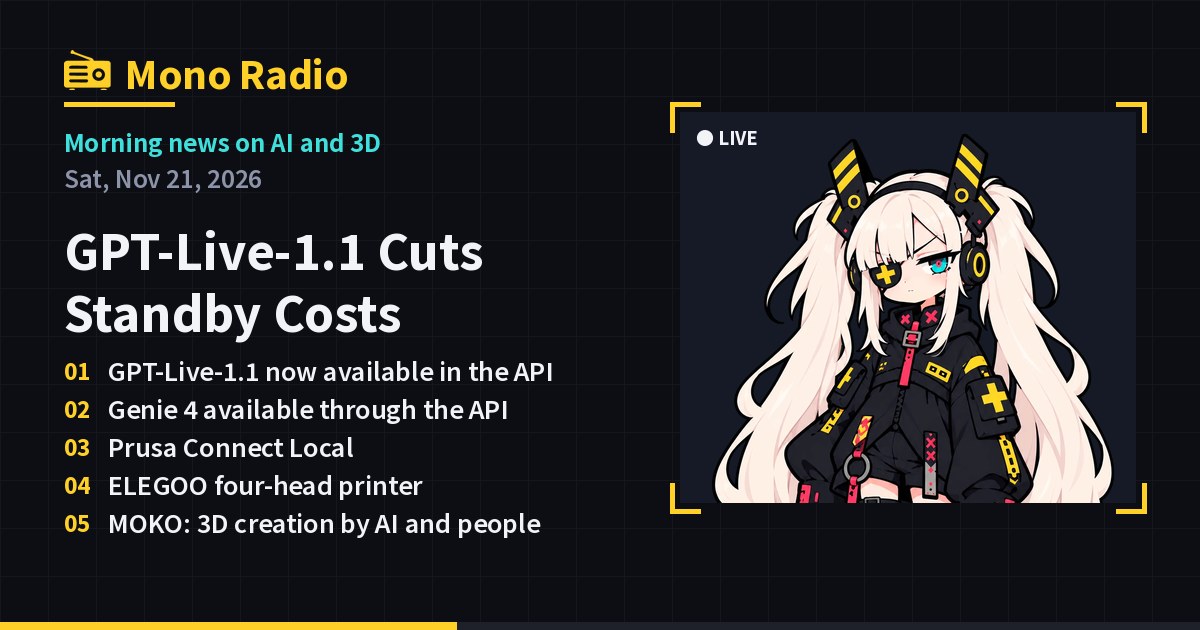 Mono Radio
Morning news on AI and 3D
Sat, Nov 21, 2026
GPT-Live-1.1 Cuts
Standby Costs
01 GPT-Live-1.1 now available in the API
02 Genie 4 available through the API
03 Prusa Connect Local
04 ELEGOO four-head printer
05 MOKO: 3D creation by AI and people
LIVE